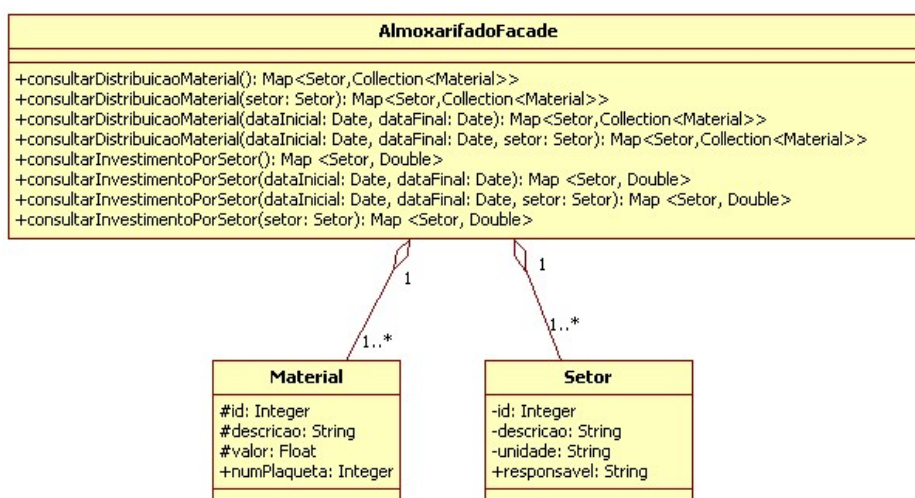 AlmoxarifadoFacade
+consultarDistribuicaoMaterial(): Map<Setor,Collection<Material>>
+consultarDistribuicaoMaterial(setor: Setor): Map<Setor,Collection<Material>>
+consultarDistribuicaoMaterial(dataInicial: Date, dataFinal: Date): Map<Setor,Collection<Material>>
+consultarDistribuicaoMaterial(dataInicial: Date, dataFinal: Date, setor: Setor): Map<Setor,Collection<Material>>
+consultarInvestimentoPorSetor(): Map <Setor, Double>
+consultarInvestimentoPorSetor(dataInicial: Date, dataFinal: Date): Map <Setor, Double>
+consultarInvestimentoPorSetor(dataInicial: Date, dataFinal: Date, setor: Setor): Map <Setor, Double>
+consultarInvestimentoPorSetor(setor: Setor): Map <Setor, Double>
1
1..*
1
1..*
Material
#id: Integer
#descricao: String
#valor: Float
+numPlaqueta: Integer
Setor
-id: Integer
-descricao: String
-unidade: String
+responsavel: String